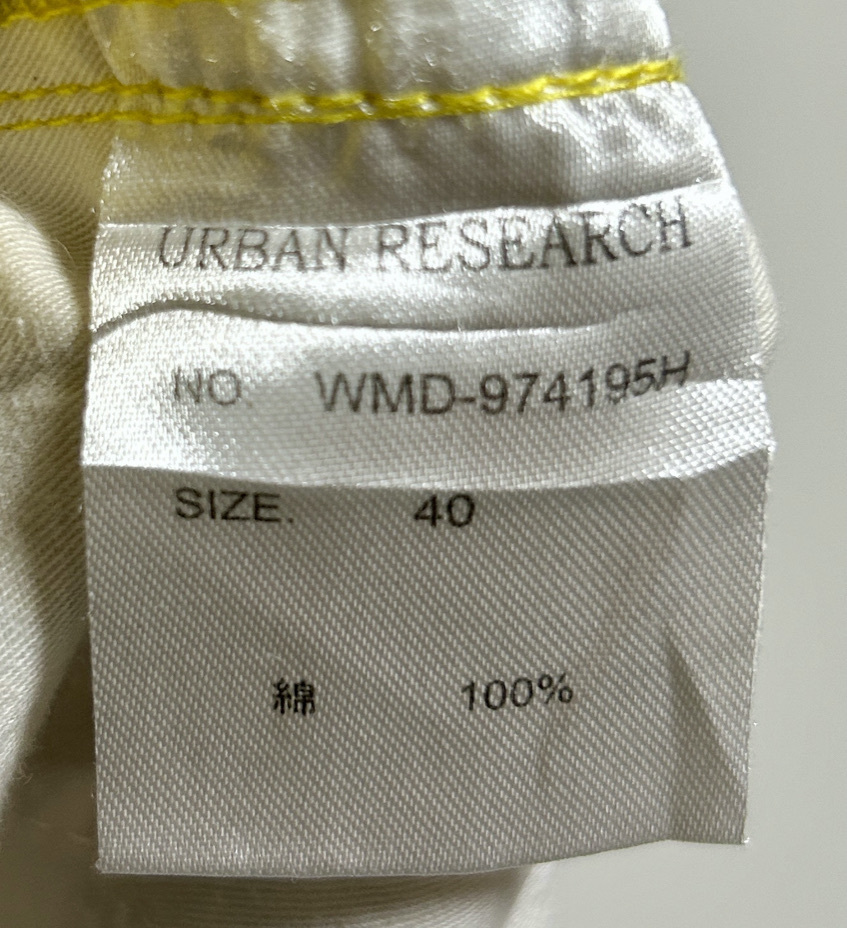 URBAN RESEARCH
NO. WMD-974195H
SIZE. 40
綿 100%